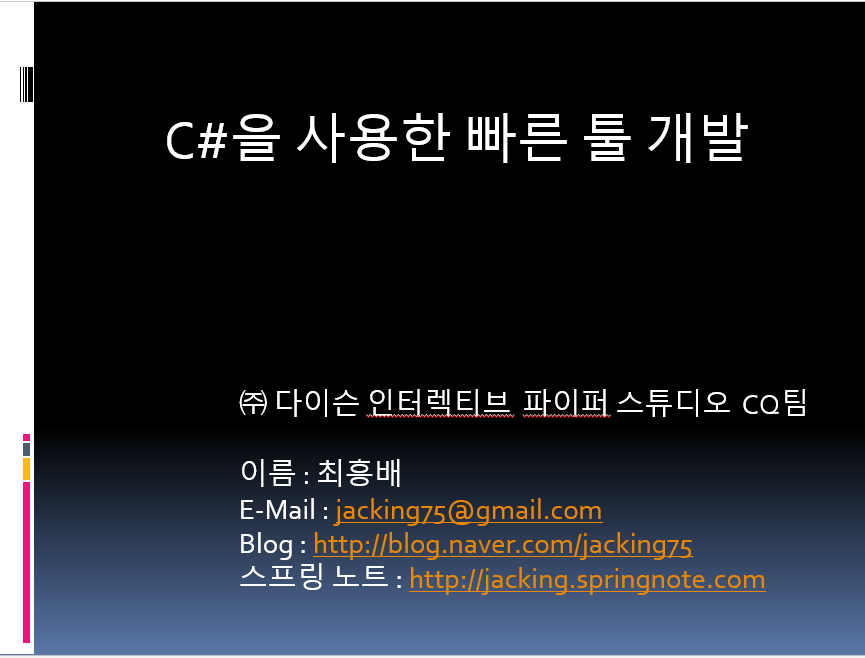 C#을 사용한 빠른 툴 개발
㈜ 다이슨 인터렉티브 파이퍼 스튜디오 CQ팀
이름 : 최흥배
E-Mail : jacking75@gmail.com
Blog : http://blog.naver.com/jacking75
스프링 노트 : http://jacking.springnote.com